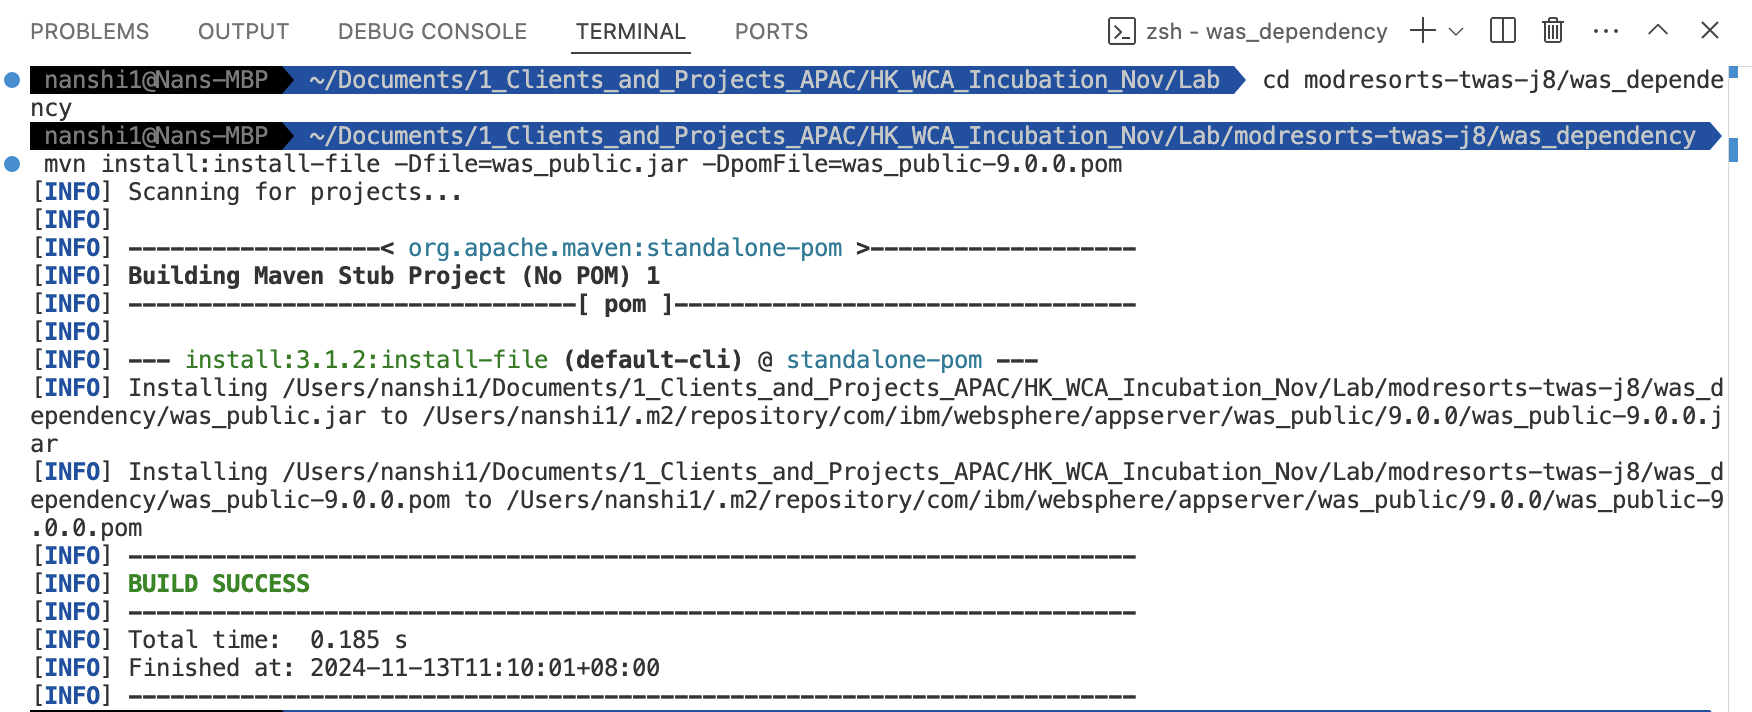 PROBLEMS OUTPUT DEBUG CONSOLE TERMINAL PORTS zsh - was_dependency
nanshi1@Nans-MBP ~/Documents/1_Clients_and_Projects_APAC/HK_WCA_Incubation_Nov/Lab cd modresorts-twas-j8/was_depende
ncy
nanshi1@Nans-MBP ~/Documents/1_Clients_and_Projects_APAC/HK_WCA_Incubation_Nov/Lab/modresorts-twas-j8/was_dependency
mvn install:install-file -Dfile=was_public.jar -DpomFile=was_public-9.0.0.pom
[INFO] Scanning for projects...
[INFO]
[INFO] ------------------< org.apache.maven:standalone-pom >-------------------
[INFO] Building Maven Stub Project (No POM) 1
[INFO] --------------------------------[ pom ]---------------------------------
[INFO]
[INFO] --- install:3.1.2:install-file (default-cli) @ standalone-pom ---
[INFO] Installing /Users/nanshi1/Documents/1_Clients_and_Projects_APAC/HK_WCA_Incubation_Nov/Lab/modresorts-twas-j8/was_d
ependency/was_public.jar to /Users/nanshi1/.m2/repository/com/ibm/websphere/appserver/was_public/9.0.0/was_public-9.0.0.j
ar
[INFO] Installing /Users/nanshi1/Documents/1_Clients_and_Projects_APAC/HK_WCA_Incubation_Nov/Lab/modresorts-twas-j8/was_d
ependency/was_public-9.0.0.pom to /Users/nanshi1/.m2/repository/com/ibm/websphere/appserver/was_public/9.0.0/was_public-9
.0.0.pom
[INFO] ------------------------------------------------------------------------
[INFO] BUILD SUCCESS
[INFO] ------------------------------------------------------------------------
[INFO] Total time:  0.185 s
[INFO] Finished at: 2024-11-13T11:10:01+08:00
[INFO] ------------------------------------------------------------------------